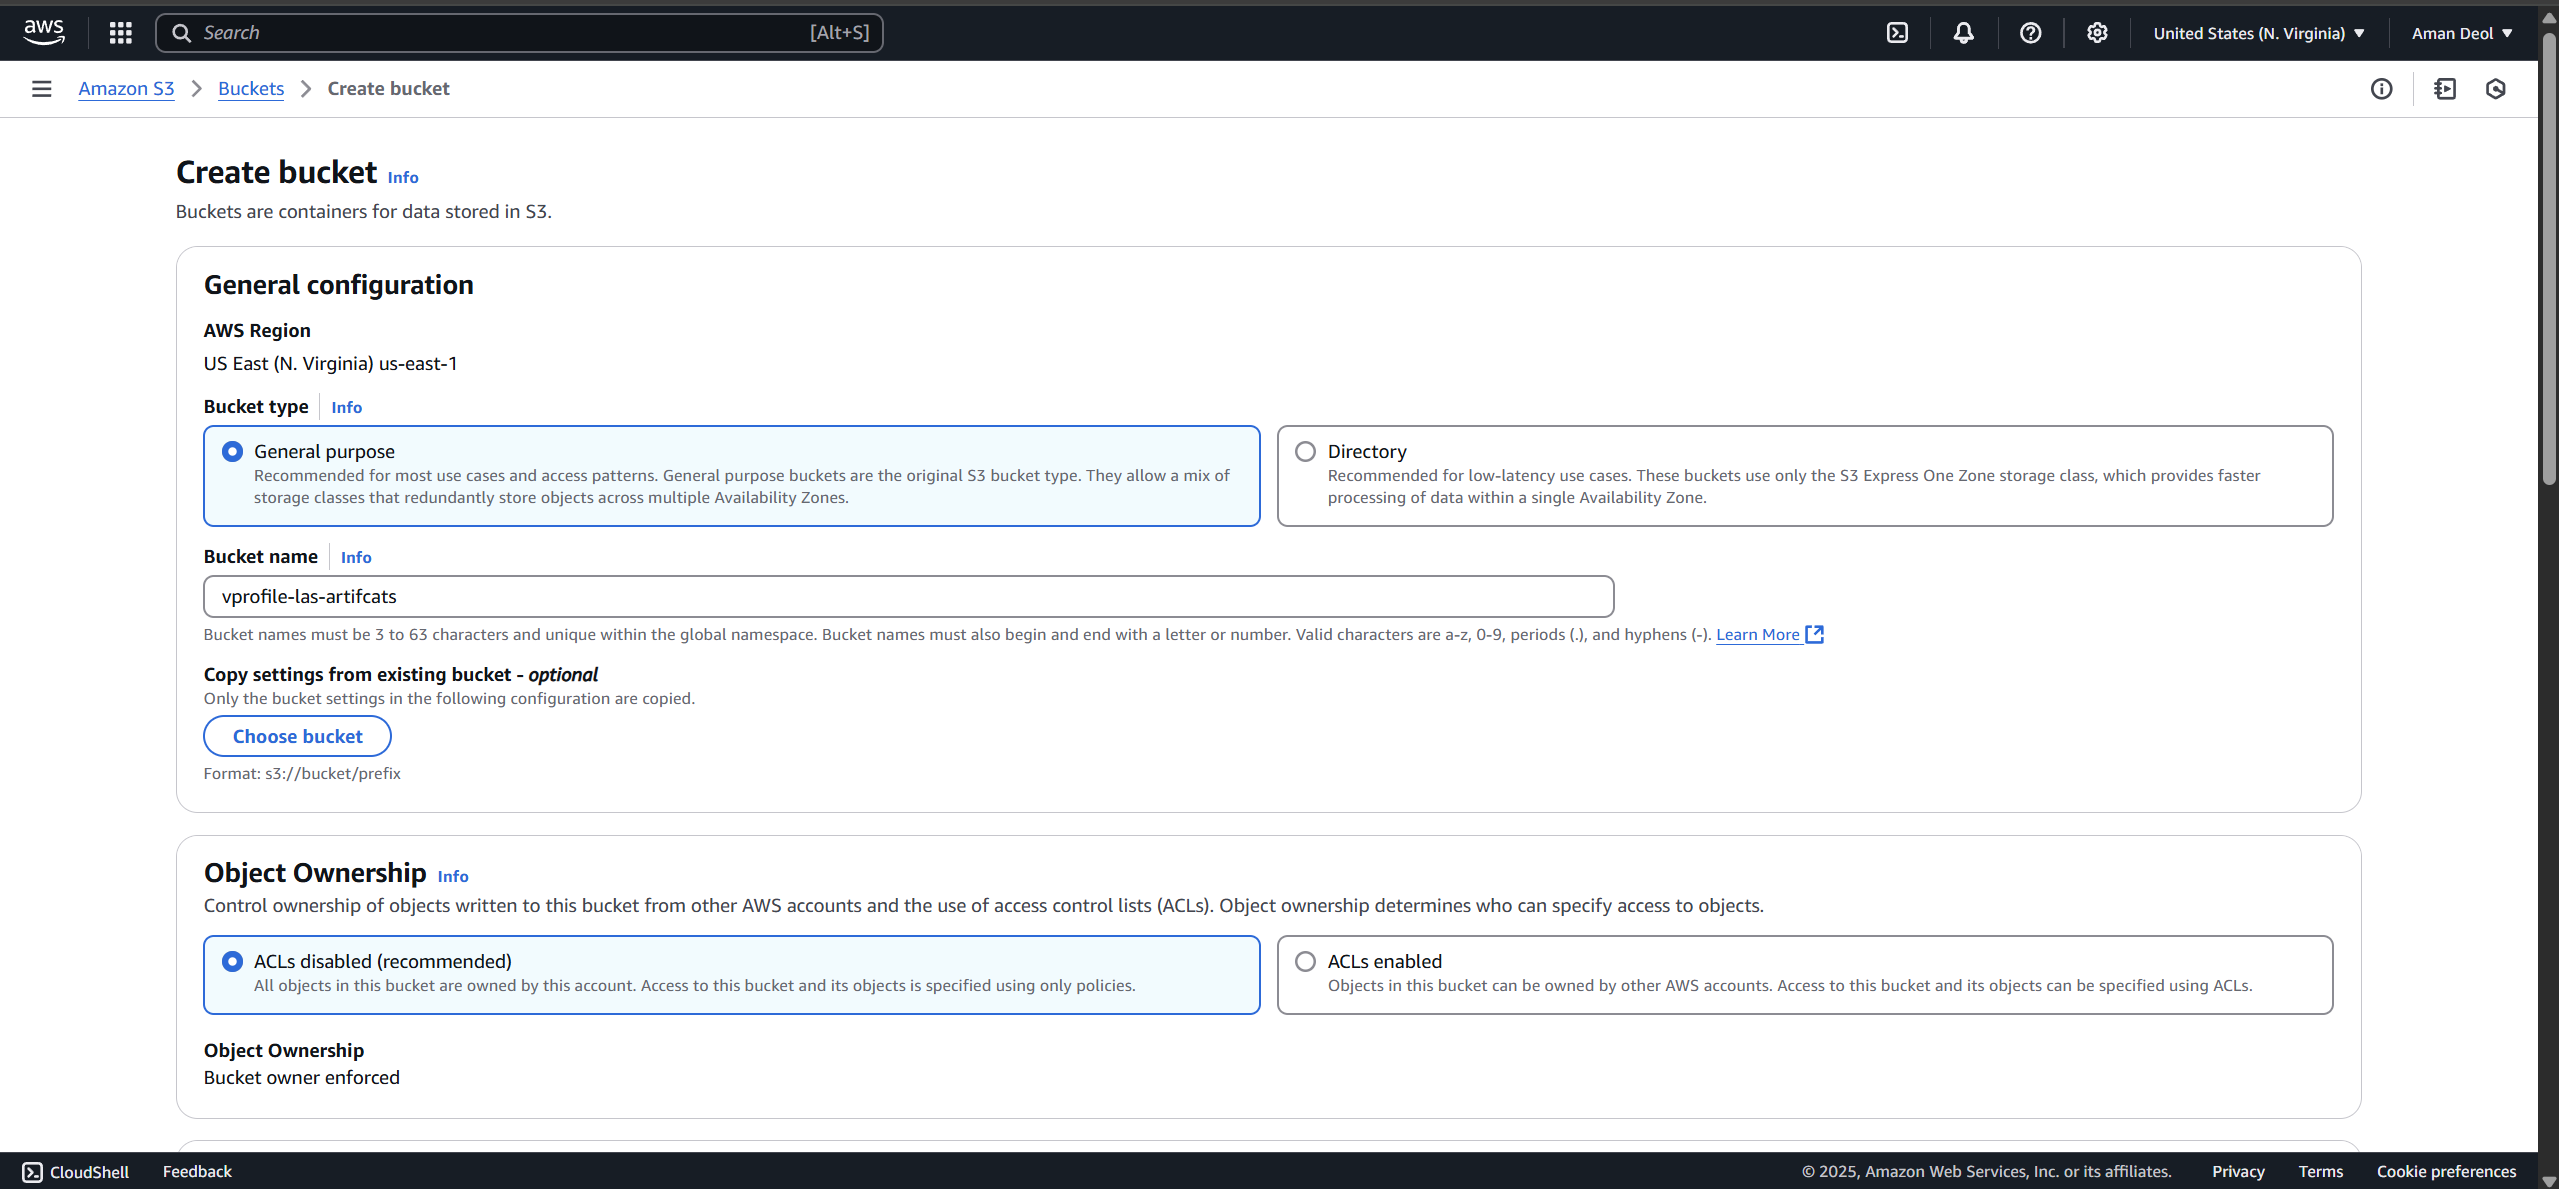 aws
Search
[Alt+S]
United States (N. Virginia)
Aman Deol
Amazon S3
Buckets
Create bucket
Create bucket Info
Buckets are containers for data stored in S3.
General configuration
AWS Region
US East (N. Virginia) us-east-1
Bucket type Info
General purpose
Recommended for most use cases and access patterns. General purpose buckets are the original S3 bucket type. They allow a mix of
storage classes that redundantly store objects across multiple Availability Zones.
Directory
Recommended for low-latency use cases. These buckets use only the S3 Express One Zone storage class, which provides faster
processing of data within a single Availability Zone.
Bucket name Info
vprofile-las-artifcats
Bucket names must be 3 to 63 characters and unique within the global namespace. Bucket names must also begin and end with a letter or number. Valid characters are a-z, 0-9, periods (.), and hyphens (-). Learn More
Copy settings from existing bucket - optional
Only the bucket settings in the following configuration are copied.
Choose bucket
Format: s3://bucket/prefix
Object Ownership Info
Control ownership of objects written to this bucket from other AWS accounts and the use of access control lists (ACLs). Object ownership determines who can specify access to objects.
ACLs disabled (recommended)
All objects in this bucket are owned by this account. Access to this bucket and its objects is specified using only policies.
ACLs enabled
Objects in this bucket can be owned by other AWS accounts. Access to this bucket and its objects can be specified using ACLs.
Object Ownership
Bucket owner enforced
CloudShell
Feedback
© 2025, Amazon Web Services, Inc. or its affiliates.
Privacy
Terms
Cookie preferences